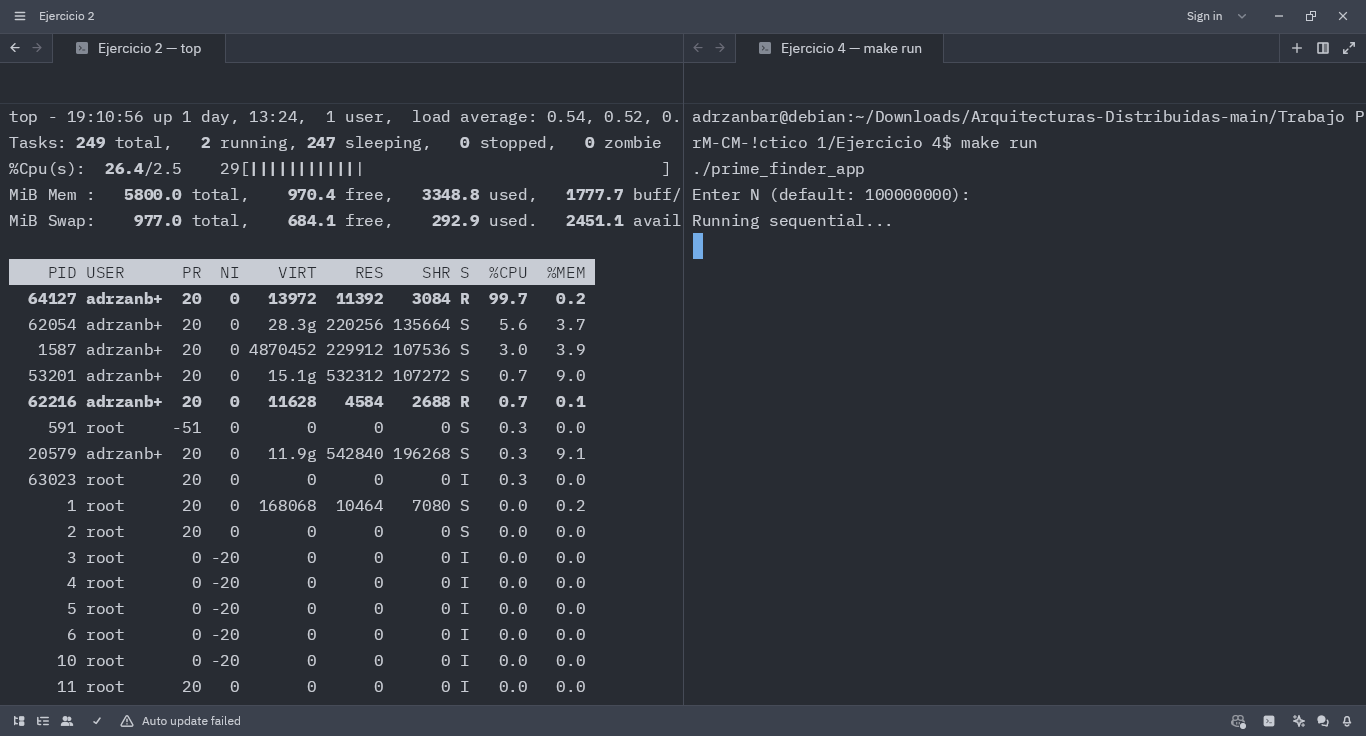 Ejercicio 2
Sign in
Ejercicio 2 — top
top - 19:10:56 up 1 day, 13:24,  1 user,  load average: 0.54, 0.52, 0.
Tasks: 249 total,   2 running, 247 sleeping,   0 stopped,   0 zombie
%Cpu(s):  26.4/2.5    29[||||||||||||                               ]
MiB Mem :   5800.0 total,    970.4 free,   3348.8 used,   1777.7 buff/
MiB Swap:    977.0 total,    684.1 free,    292.9 used.   2451.1 avail
PID USER      PR  NI    VIRT    RES    SHR S  %CPU  %MEM
64127 adrzanb+  20   0   13972  11392   3084 R  99.7   0.2
62054 adrzanb+  20   0   28.3g 220256 135664 S   5.6   3.7
1587 adrzanb+  20   0 4870452 229912 107536 S   3.0   3.9
53201 adrzanb+  20   0   15.1g 532312 107272 S   0.7   9.0
62216 adrzanb+  20   0   11628   4584   2688 R   0.7   0.1
591 root     -51   0       0      0      0 S   0.3   0.0
20579 adrzanb+  20   0   11.9g 542840 196268 S   0.3   9.1
63023 root      20   0       0      0      0 I   0.3   0.0
1 root      20   0  168068  10464   7080 S   0.0   0.2
2 root      20   0       0      0      0 S   0.0   0.0
3 root       0 -20       0      0      0 I   0.0   0.0
4 root       0 -20       0      0      0 I   0.0   0.0
5 root       0 -20       0      0      0 I   0.0   0.0
6 root       0 -20       0      0      0 I   0.0   0.0
10 root       0 -20       0      0      0 I   0.0   0.0
11 root      20   0       0      0      0 I   0.0   0.0
Ejercicio 4 — make run
adrzanbar@debian:~/Downloads/Arquitecturas-Distribuidas-main/Trabajo P
rM-CM-!ctico 1/Ejercicio 4$ make run
./prime_finder_app
Enter N (default: 100000000):
Running sequential...
Auto update failed